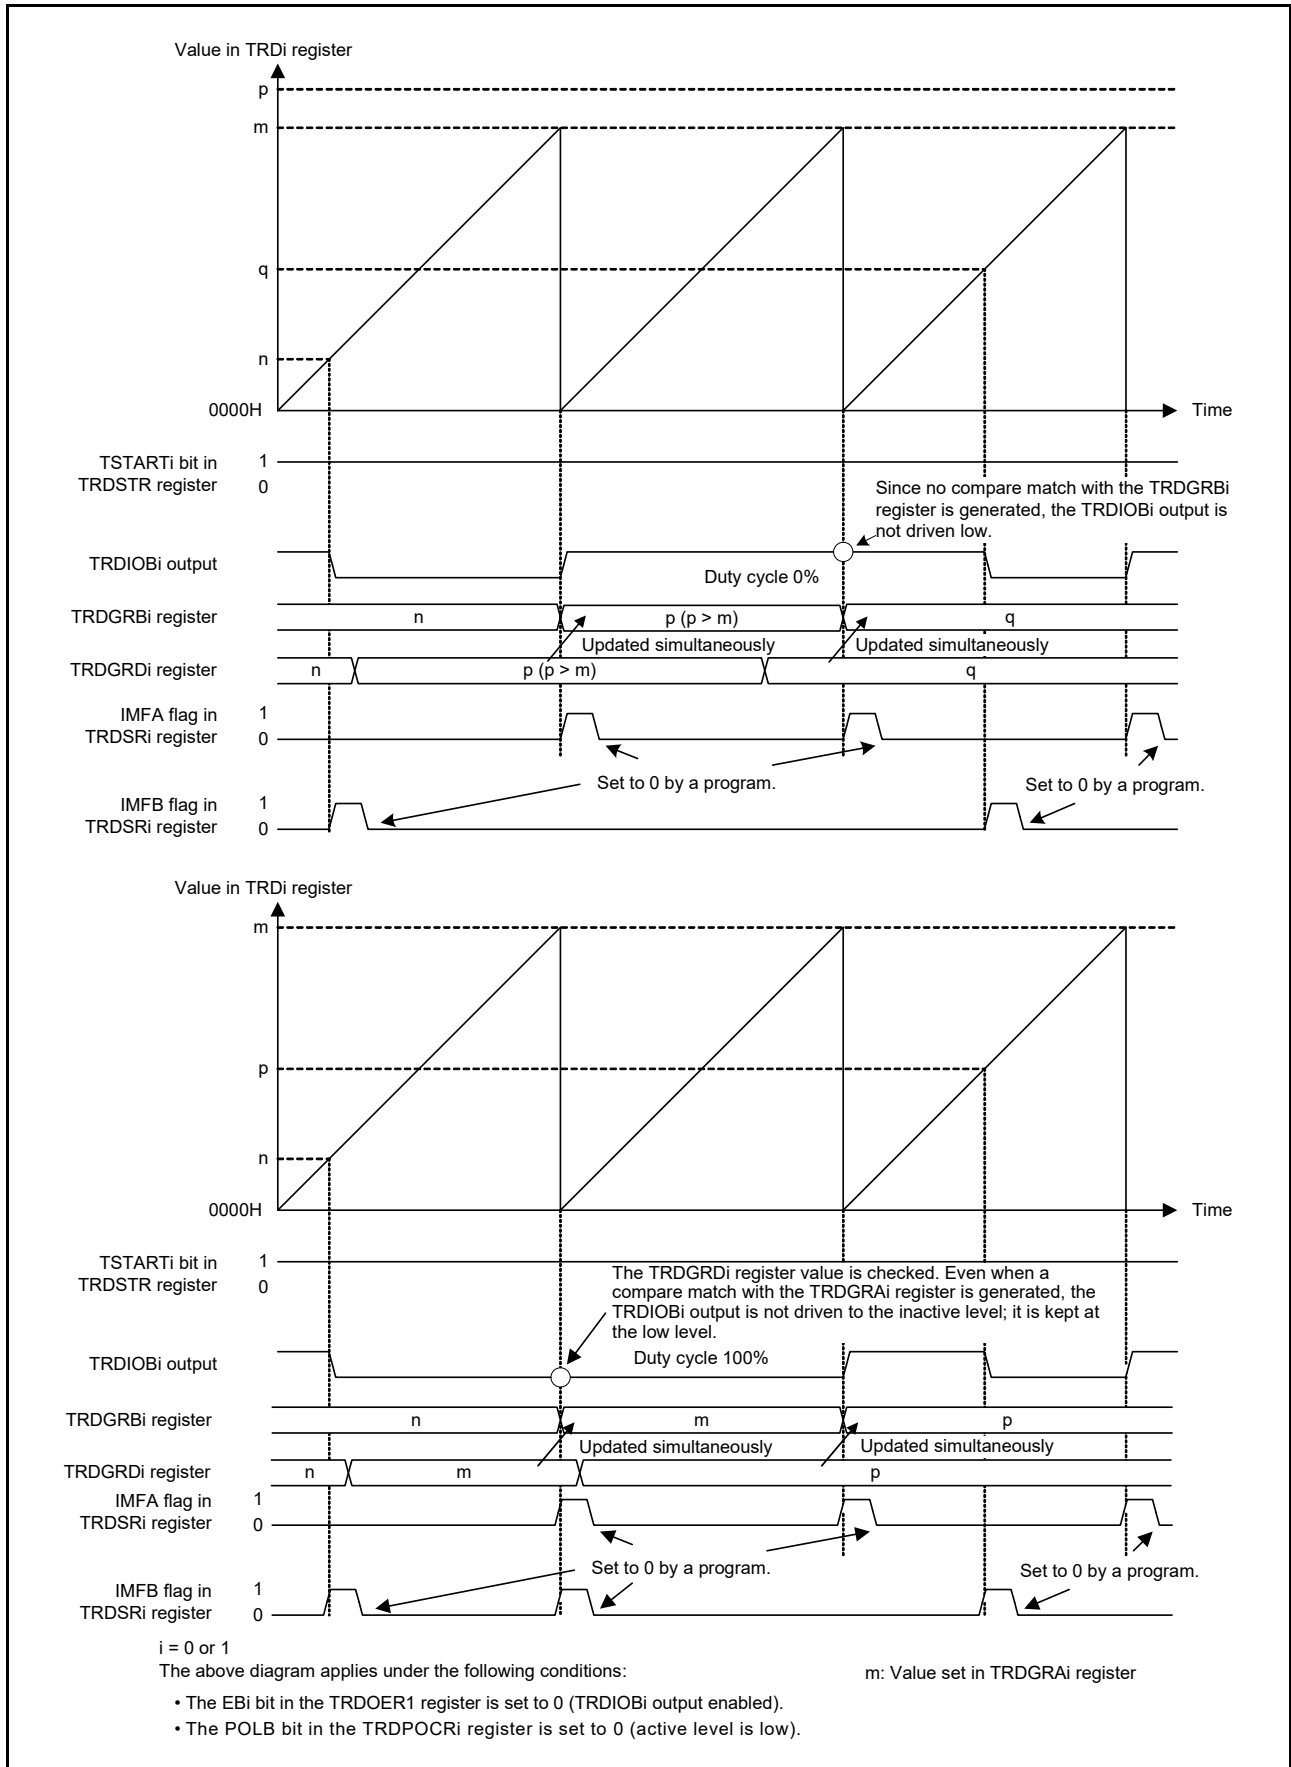 Value in TRDi register
p
m
q
n
0000H
Time
TSTARTi bit in
TRDSTR register
1
0
Since no compare match with the TRDGRBi
register is generated, the TRDIOBi output is
not driven low.
TRDIOBi output
Duty cycle 0%
TRDGRBi register
n
p (p > m)
q
Updated simultaneously
Updated simultaneously
TRDGRDi register
n
p (p > m)
q
IMFA flag in
TRDSRi register
1
0
Set to 0 by a program.
Set to 0 by a program.
IMFB flag in
TRDSRi register
1
0
Value in TRDi register
m
p
n
0000H
Time
TSTARTi bit in
TRDSTR register
1
0
The TRDGRDi register value is checked. Even when a
compare match with the TRDGRAi register is generated, the
TRDIOBi output is not driven to the inactive level; it is kept at
the low level.
TRDIOBi output
Duty cycle 100%
TRDGRBi register
n
m
p
Updated simultaneously
Updated simultaneously
TRDGRDi register
n
m
p
IMFA flag in
TRDSRi register
1
0
Set to 0 by a program.
Set to 0 by a program.
IMFB flag in
TRDSRi register
1
0
i = 0 or 1
The above diagram applies under the following conditions:
m: Value set in TRDGRAi register
• The EBi bit in the TRDOER1 register is set to 0 (TRDIOBi output enabled).
• The POLB bit in the TRDPOCRi register is set to 0 (active level is low).